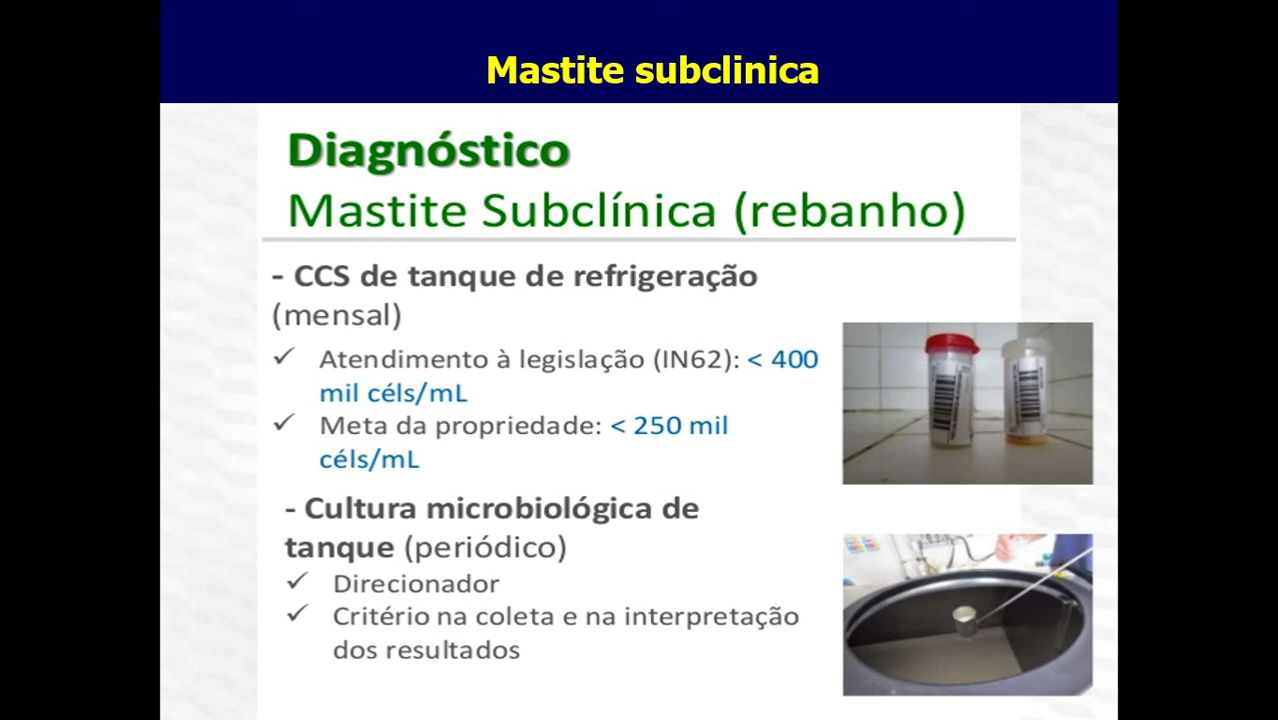 Mastite subclinica
Diagnóstico
Mastite Subclínica (rebanho)
- CCS de tanque de refrigeração
(mensal)
✓ Atendimento à legislação (IN62): < 400
mil céls/mL
✓ Meta da propriedade: < 250 mil
céls/mL
- Cultura microbiológica de
tanque (periódico)
✓ Direcionador
✓ Critério na coleta e na interpretação
dos resultados